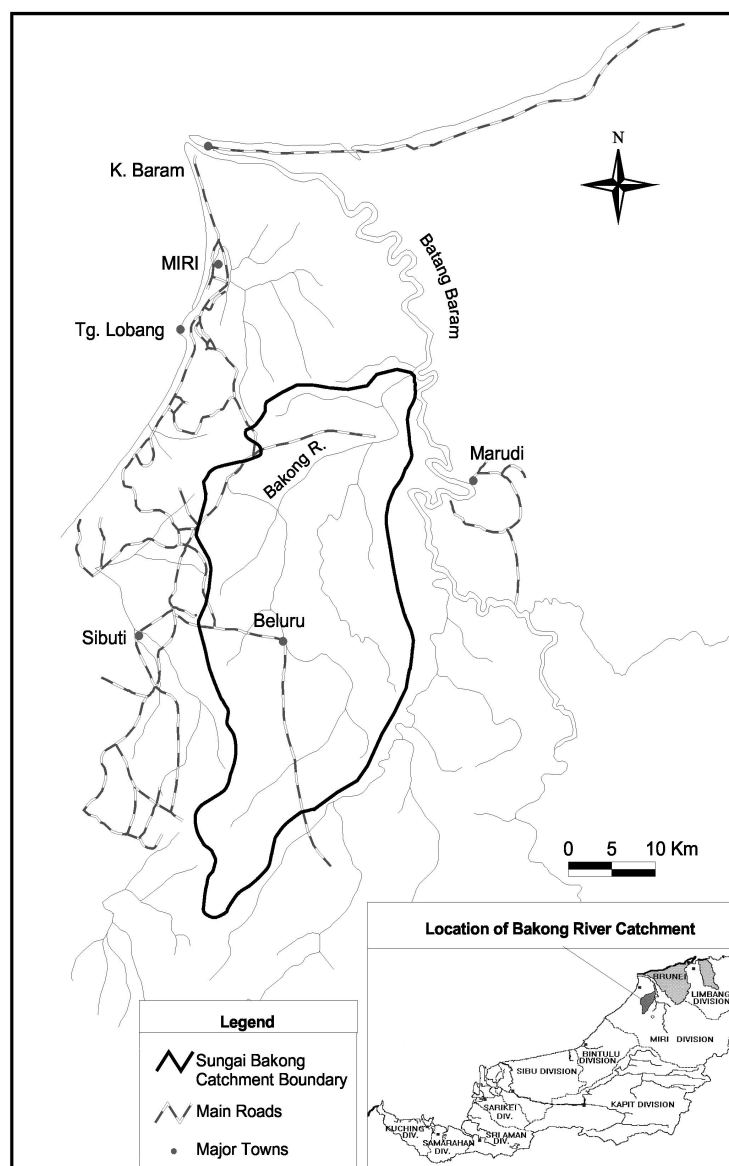 N
K. Baram
MIRI
Batang Baram
Tg. Lobang
Marudi
Bakong R.
Sibuti
Beluru
0 5 10 Km
Location of Bakong River Catchment
BRUNEI
LIMBANG
DIVISION
MIRI DIVISION
BINTULU
DIVISION
SIBU DIVISION
KAPIT DIVISION
SARIKEI
DIV.
KUCHING
DIV.
SAMARAHAN
DIV.
SRI AMAN
DIV.
Legend
Sungai Bakong
Catchment Boundary
Main Roads
Major Towns